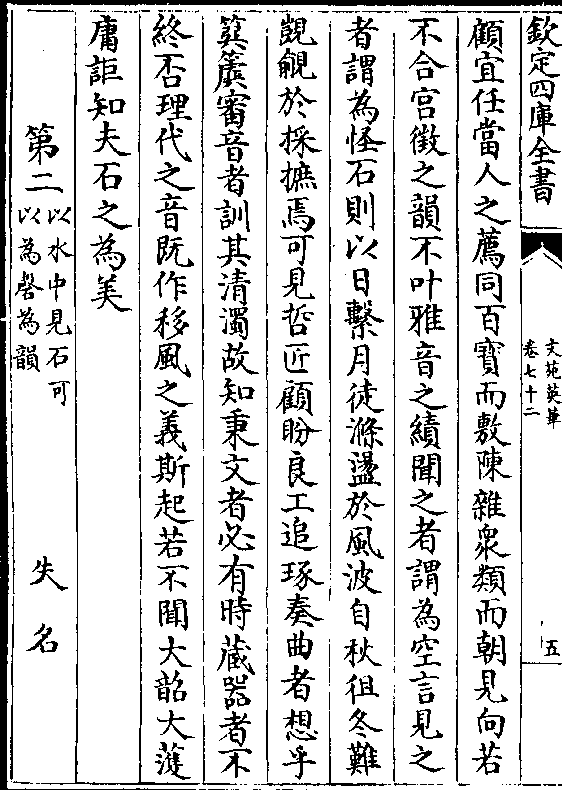 欽定四庫全書
文苑英華
卷七十二
五
顧宜任當人之薦同百寶而敷陳雜衆類而朝見向若
不合宮徵之韻不叶雅音之績聞之者謂為空言見之
者謂為怪石則以日繫月徒滌盪於風波自秋徂冬難
覬覦於採摭焉可見哲匠顧盼良工追琢奏曲者想乎
簨簴審音者訓其清濁故知秉文者必有時藏器者不
終否理代之音既作移風之義斯起若不聞大韶大濩
庸詎知夫石之為美
第二以水中見石可
以為磬為韻
失名